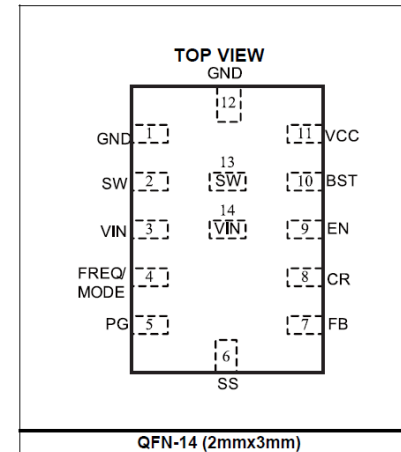 TOP VIEW
GND
12
GND 1 11 VCC
13
SW 2 SW 10 BST
14
VIN 3 VIN 9 EN
FREQ/
MODE 4 8 CR
PG 5 7 FB
6
SS
QFN-14 (2mmx3mm)